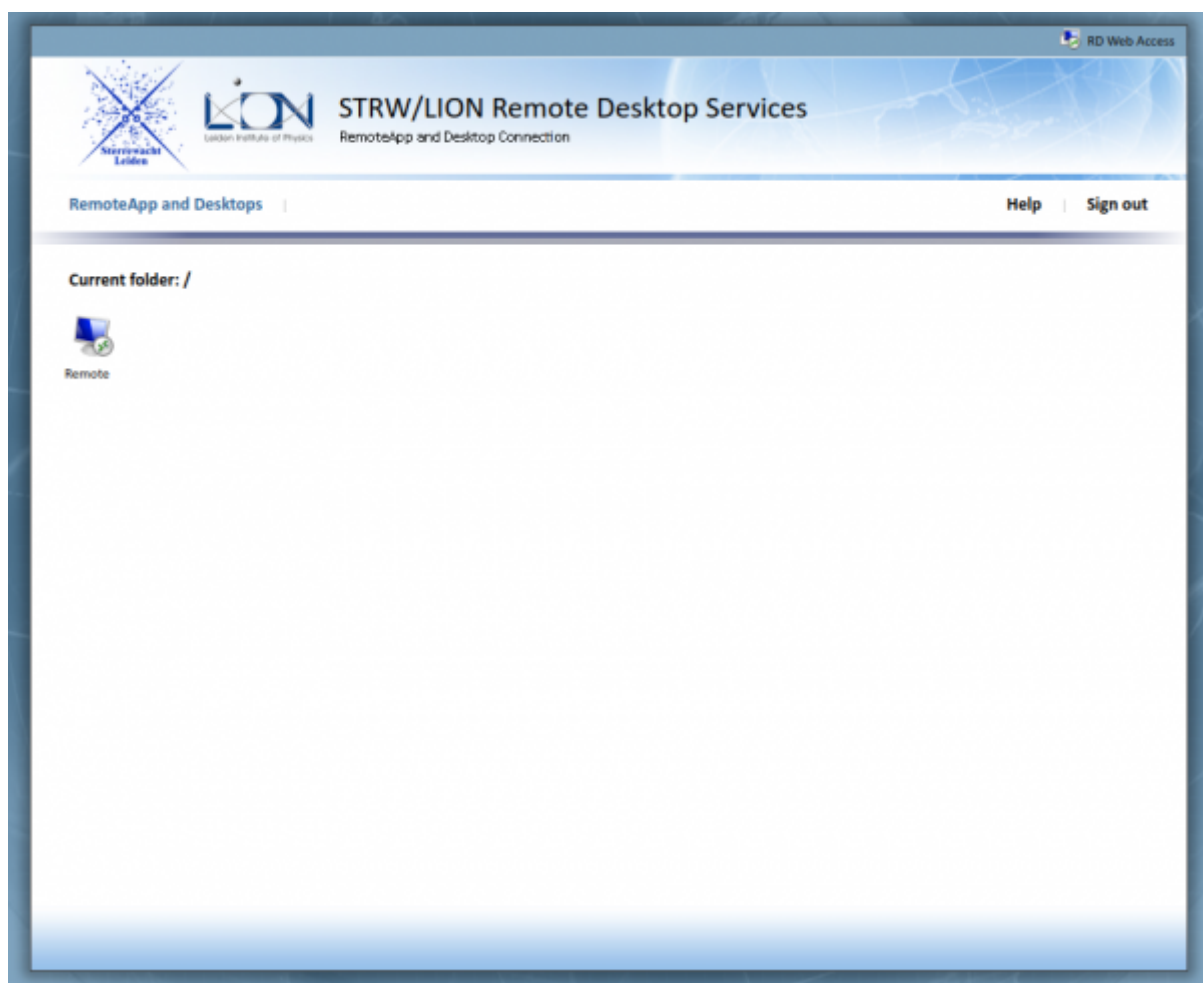 RD Web Access
Sterrewacht
Leiden
LION
Leiden Institute of Physics
STRW/LION Remote Desktop Services
RemoteApp and Desktop Connection
RemoteApp and Desktops
Help
Sign out
Current folder: /
Remote